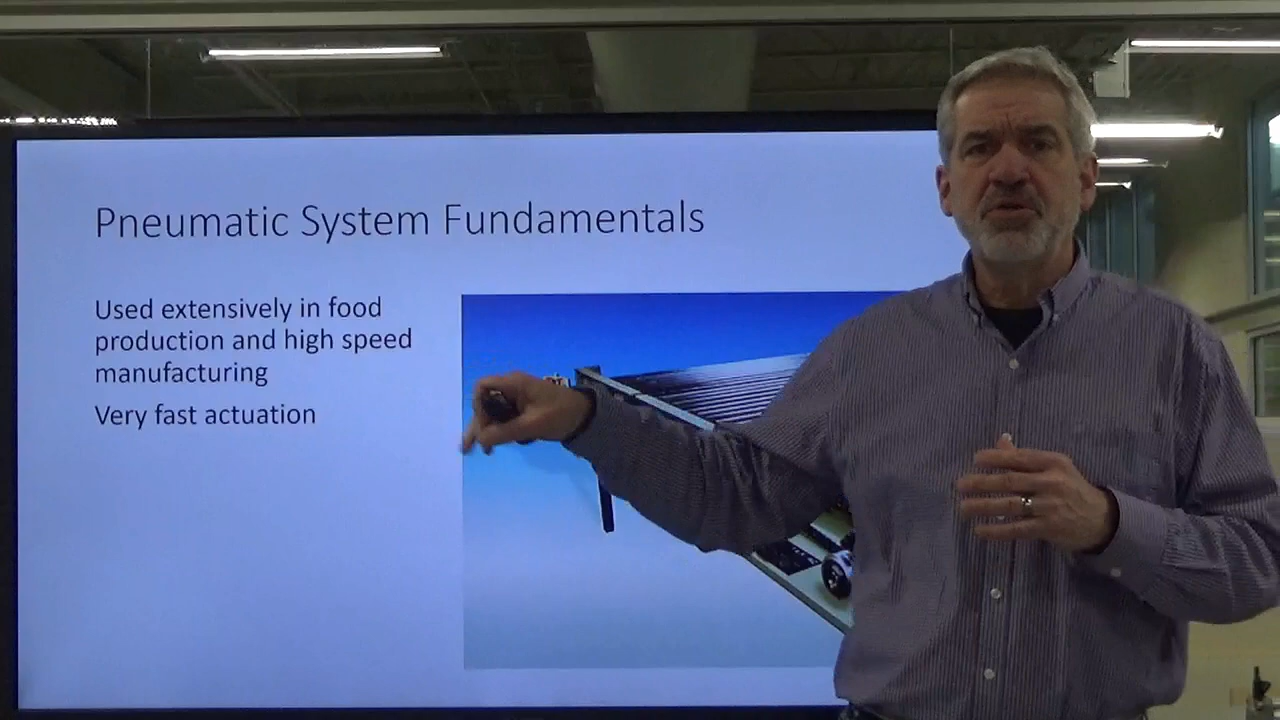 Pneumatic System Fundamentals
Used extensively in food
production and high speed
manufacturing
Very fast actuation